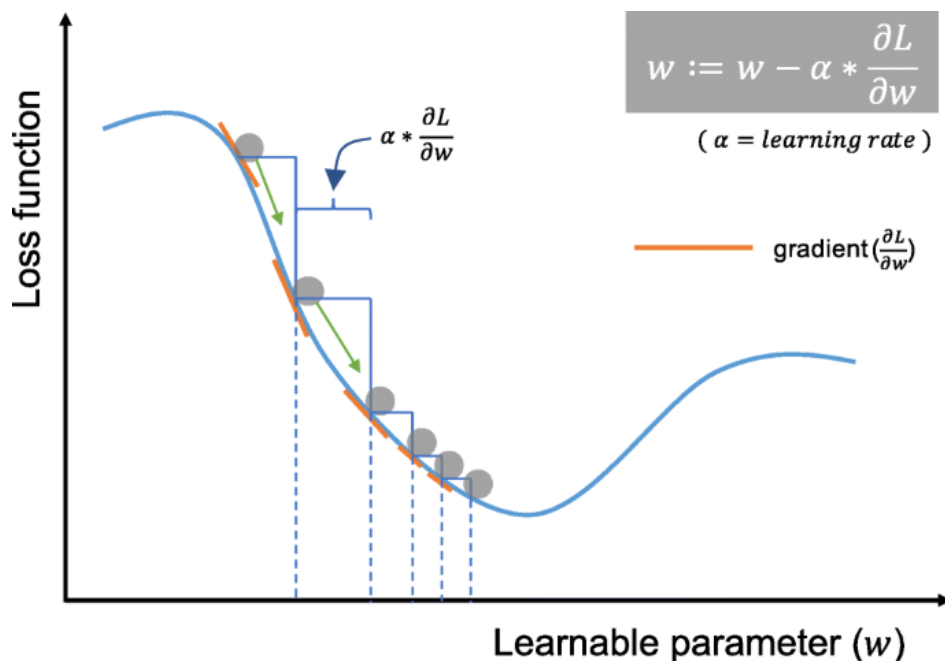 w := w − α * ∂L/∂w
( α = learning rate )
α * ∂L/∂w
gradient (∂L/∂w)
Loss function
Learnable parameter (w)